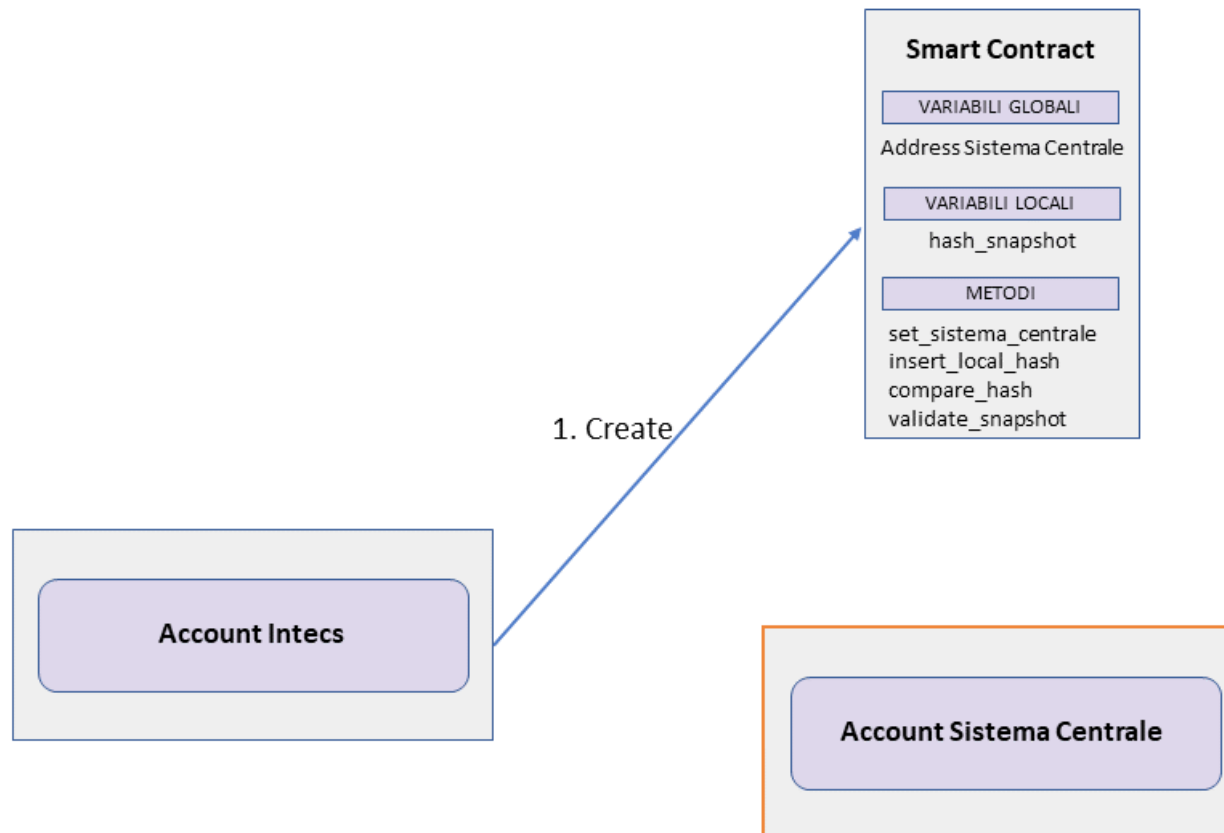 Smart Contract
VARIABILI GLOBALI
Address Sistema Centrale
VARIABILI LOCALI
hash_snapshot
METODI
set_sistema_centrale
insert_local_hash
compare_hash
validate_snapshot
1. Create
Account Intecs
Account Sistema Centrale